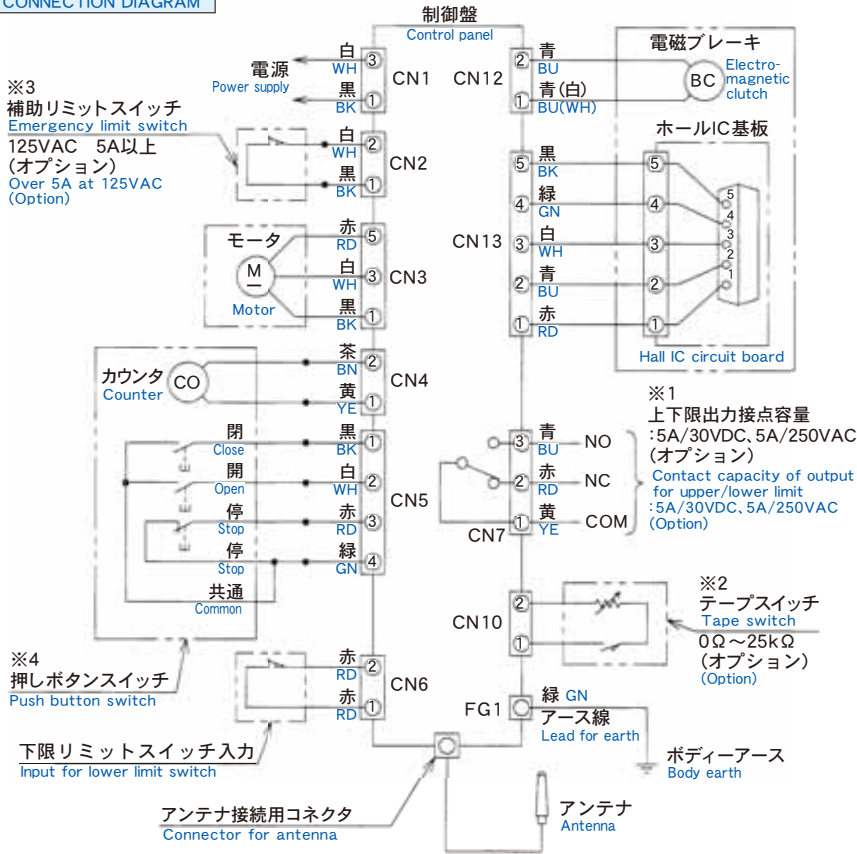 CONNECTION DIAGRAM
制御盤
Control panel
電源
Power supply
白
WH
3
黒
BK
1
CN1
※3
補助リミットスイッチ
Emergency limit switch
125VAC 5A以上
(オプション)
Over 5A at 125VAC
(Option)
白
WH
2
黒
BK
1
CN2
モータ
M
Motor
赤
RD
5
白
WH
3
黒
BK
1
CN3
カウンタ
Counter
CO
茶
BN
2
黄
YE
1
CN4
閉
Close
黒
BK
1
開
Open
白
WH
2
停
Stop
赤
RD
3
停
Stop
緑
GN
4
共通
Common
CN5
※4
押しボタンスイッチ
Push button switch
赤
RD
2
赤
RD
1
CN6
下限リミットスイッチ入力
Input for lower limit switch
アンテナ接続用コネクタ
Connector for antenna
アンテナ
Antenna
CN12
2
青
BU
1
青(白)
BU(WH)
電磁ブレーキ
BC
Electro-
magnetic
clutch
ホールIC基板
CN13
5
黒
BK
5
4
緑
GN
4
3
白
WH
3
2
青
BU
2
1
赤
RD
1
5
4
3
2
1
Hall IC circuit board
CN7
3
青
BU
NO
2
赤
RD
NC
1
黄
YE
COM
※1
上下限出力接点容量
:5A/30VDC、5A/250VAC
(オプション)
Contact capacity of output
for upper/lower limit
:5A/30VDC、5A/250VAC
(Option)
CN10
2
1
※2
テープスイッチ
Tape switch
0Ω～25kΩ
(オプション)
(Option)
FG1
緑 GN
アース線
Lead for earth
ボディーアース
Body earth